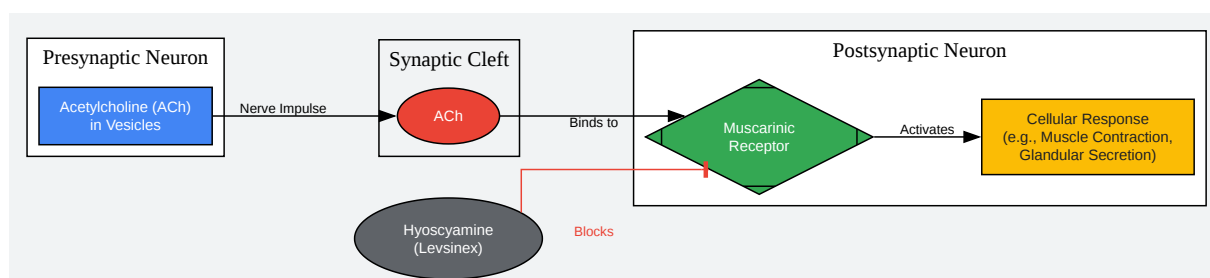 Presynaptic Neuron
Acetylcholine (ACh)
in Vesicles
Nerve Impulse
Synaptic Cleft
ACh
Binds to
Postsynaptic Neuron
Muscarinic
Receptor
Activates
Cellular Response
(e.g., Muscle Contraction,
Glandular Secretion)
Hyoscyamine
(Levsinex)
Blocks